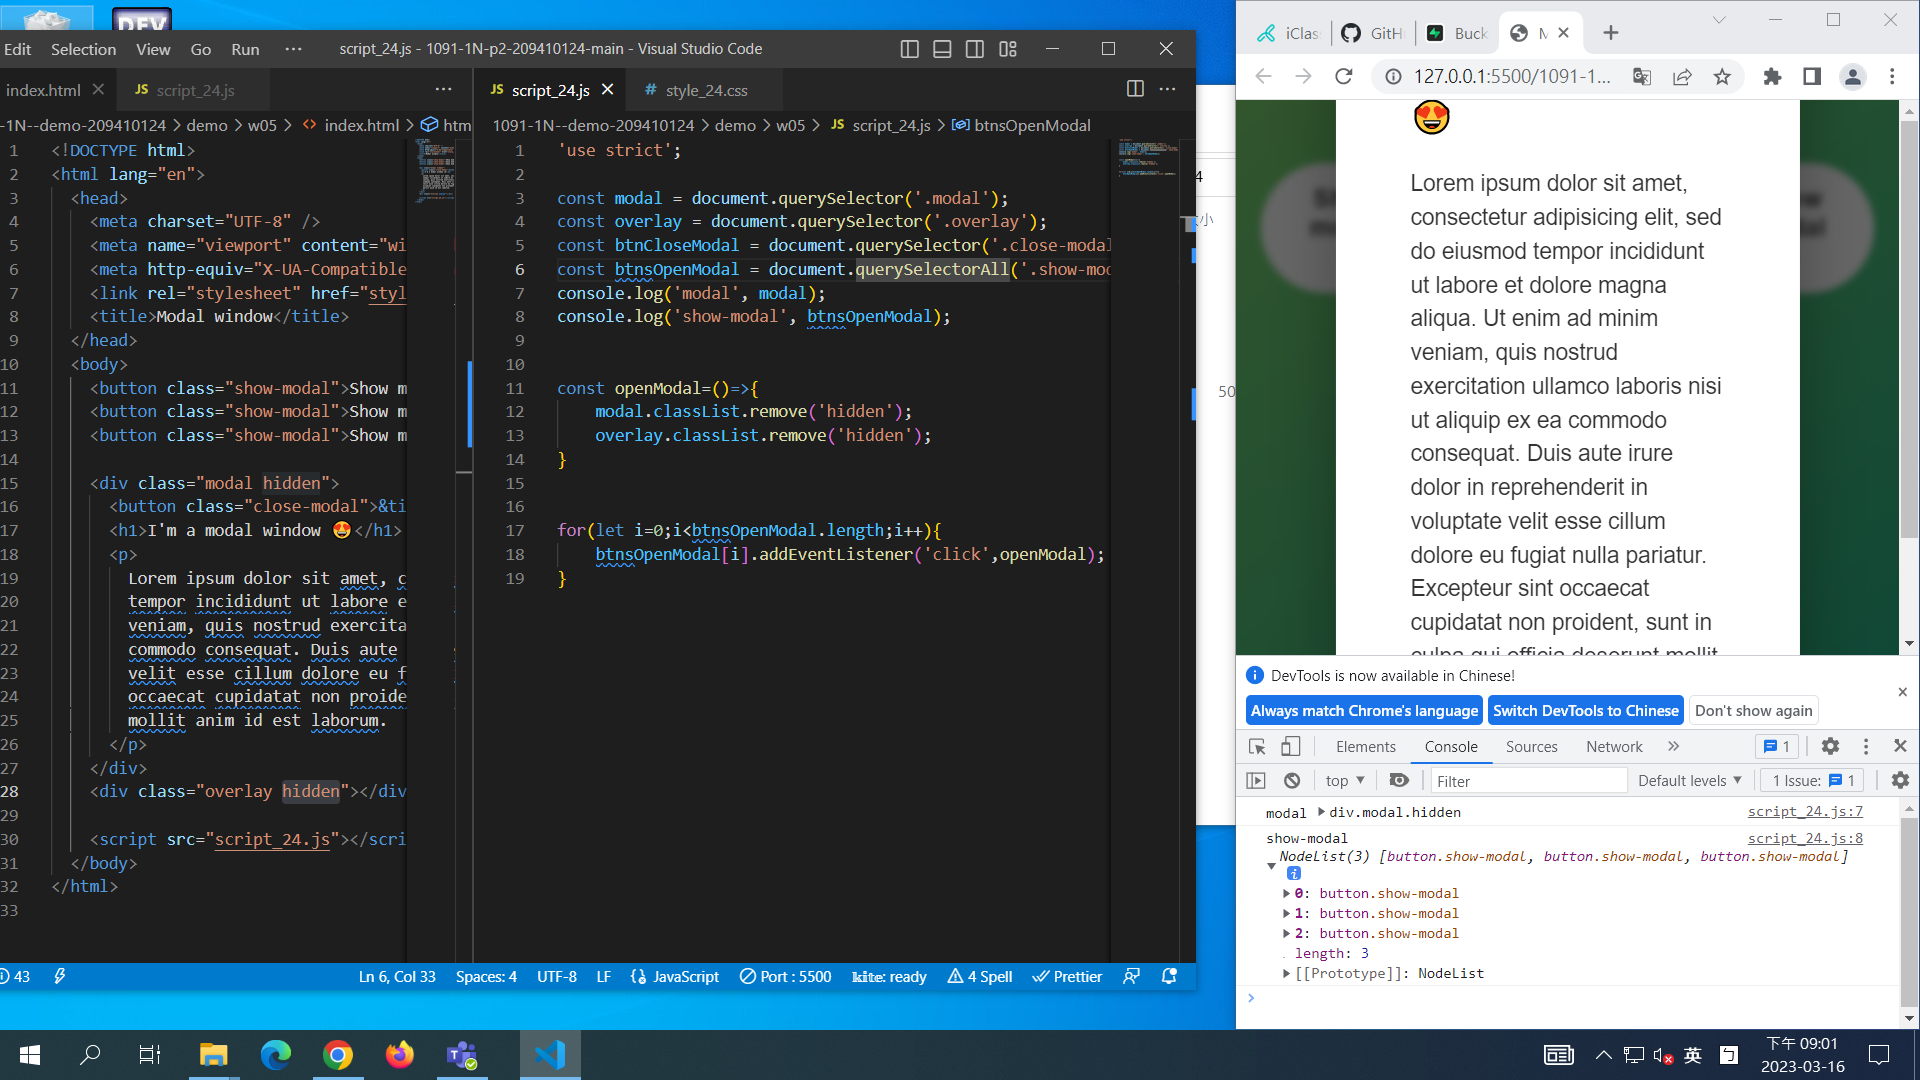 DEV
Edit Selection View Go Run ··· script_24.js - 1091-1N-p2-209410124-main - Visual Studio Code
index.html JS script_24.js ···
-1N--demo-209410124 > demo > w05 > <> index.html > htm
1 <!DOCTYPE html>
2 <html lang="en">
3 <head>
4 <meta charset="UTF-8" />
5 <meta name="viewport" content="wi
6 <meta http-equiv="X-UA-Compatible
7 <link rel="stylesheet" href="styl
8 <title>Modal window</title>
9 </head>
10 <body>
11 <button class="show-modal">Show m
12 <button class="show-modal">Show m
13 <button class="show-modal">Show m
14
15 <div class="modal hidden">
16 <button class="close-modal">&ti
17 <h1>I'm a modal window 😍</h1>
18 <p>
19 Lorem ipsum dolor sit amet, c
20 tempor incididunt ut labore e
21 veniam, quis nostrud exercita
22 commodo consequat. Duis aute
23 velit esse cillum dolore eu f
24 occaecat cupidatat non proide
25 mollit anim id est laborum.
26 </p>
27 </div>
28 <div class="overlay hidden"></div
29
30 <script src="script_24.js"></scri
31 </body>
32 </html>
33
JS script_24.js # style_24.css ···
1091-1N--demo-209410124 > demo > w05 > JS script_24.js > btnsOpenModal
1 'use strict';
2
3 const modal = document.querySelector('.modal');
4 const overlay = document.querySelector('.overlay');
5 const btnCloseModal = document.querySelector('.close-modal
6 const btnsOpenModal = document.querySelectorAll('.show-mod
7 console.log('modal', modal);
8 console.log('show-modal', btnsOpenModal);
9
10
11 const openModal=()=>{
12 modal.classList.remove('hidden');
13 overlay.classList.remove('hidden');
14 }
15
16
17 for(let i=0;i<btnsOpenModal.length;i++){
18 btnsOpenModal[i].addEventListener('click',openModal);
19 }
43 Ln 6, Col 33 Spaces: 4 UTF-8 LF JavaScript Port : 5500 kite: ready 4 Spell Prettier
4
小
50
iClas GitH Buck M
127.0.0.1:5500/1091-1...
😍
Lorem ipsum dolor sit amet,
consectetur adipisicing elit, sed
do eiusmod tempor incididunt
ut labore et dolore magna
aliqua. Ut enim ad minim
veniam, quis nostrud
exercitation ullamco laboris nisi
ut aliquip ex ea commodo
consequat. Duis aute irure
dolor in reprehenderit in
voluptate velit esse cillum
dolore eu fugiat nulla pariatur.
Excepteur sint occaecat
cupidatat non proident, sunt in
culpa qui officia deserunt mollit
DevTools is now available in Chinese!
Always match Chrome's language Switch DevTools to Chinese Don't show again
Elements Console Sources Network » 1
top Filter Default levels 1 Issue: 1
modal div.modal.hidden script_24.js:7
show-modal script_24.js:8
NodeList(3) [button.show-modal, button.show-modal, button.show-modal]
0: button.show-modal
1: button.show-modal
2: button.show-modal
length: 3
[[Prototype]]: NodeList
英 ㄅ 下午 09:01
2023-03-16